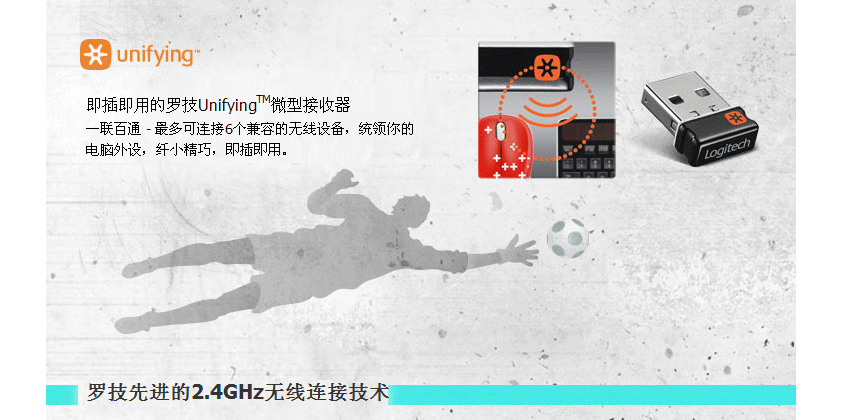 unifying™
即插即用的罗技Unifying™微型接收器
一联百通 - 最多可连接6个兼容的无线设备，统领你的
电脑外设，纤小精巧，即插即用。
Logitech
罗技先进的2.4GHz无线连接技术